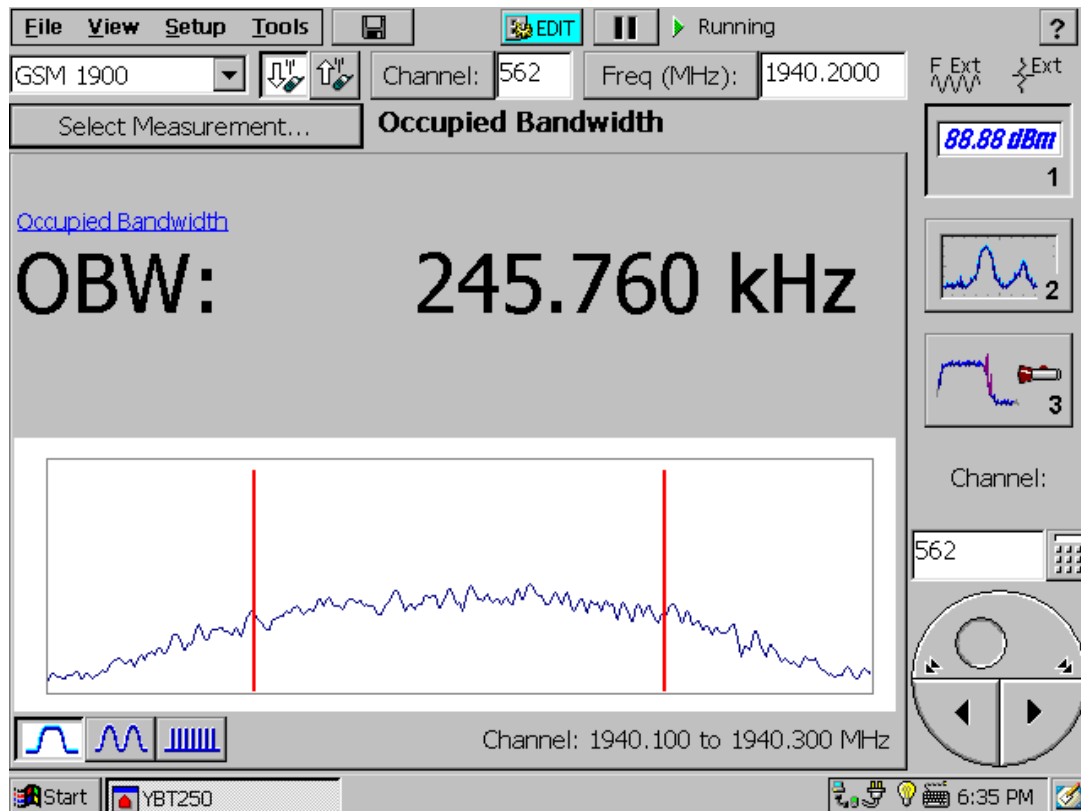 File View Setup Tools EDIT Running ?
GSM 1900 Channel: 562 Freq (MHz): 1940.2000 F Ext Ext
Select Measurement... Occupied Bandwidth
88.88 dBm
1
Occupied Bandwidth
OBW: 245.760 kHz
2
3
Channel:
562
Channel: 1940.100 to 1940.300 MHz
Start YBT250 6:35 PM